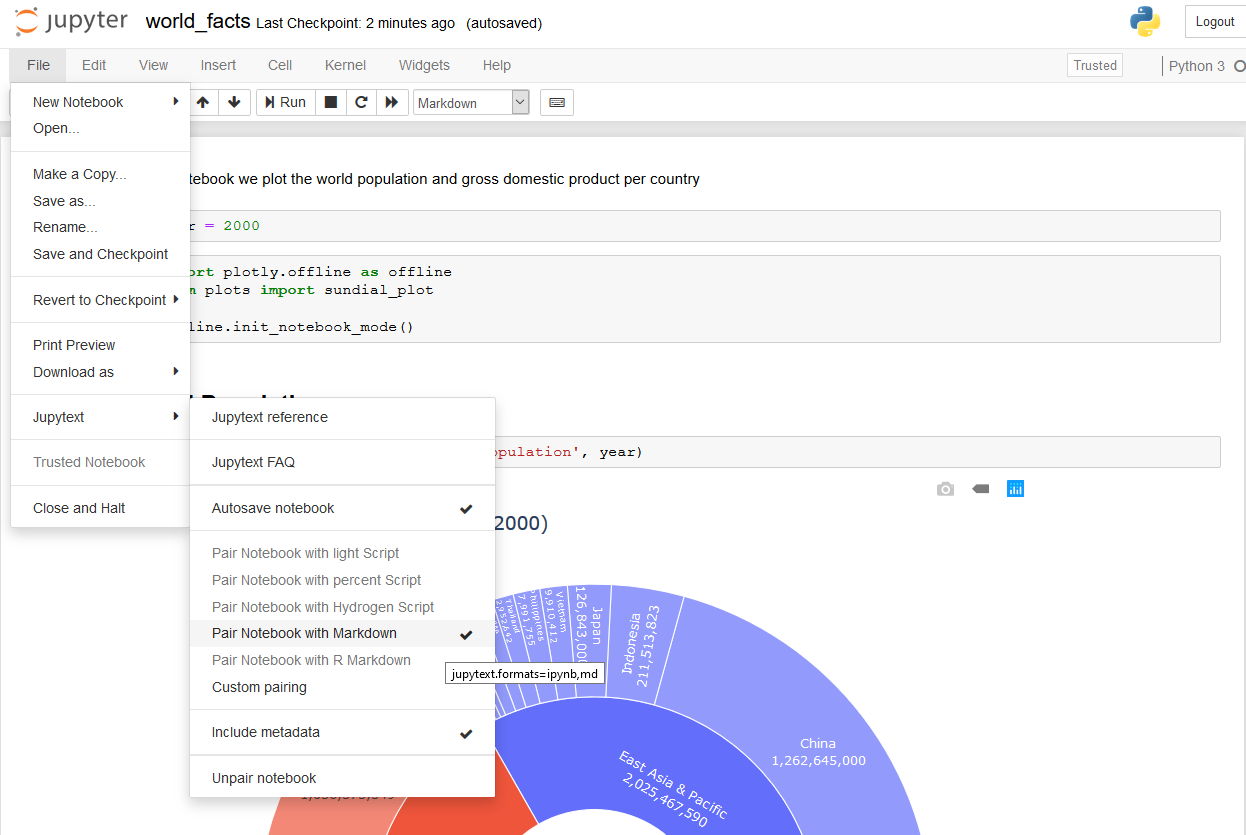 jupyter world_facts Last Checkpoint: 2 minutes ago (autosaved)
Logout
File Edit View Insert Cell Kernel Widgets Help
Trusted
Python 3
New Notebook
Open...
Make a Copy...
Save as...
Rename...
Save and Checkpoint
Revert to Checkpoint
Print Preview
Download as
Jupytext
Trusted Notebook
Close and Halt
Run
Markdown
tebook we plot the world population and gross domestic product per country
r = 2000
ort plotly.offline as offline
m plots import sundial_plot
line.init_notebook_mode()
Jupytext reference
Jupytext FAQ
Autosave notebook
Pair Notebook with light Script
Pair Notebook with percent Script
Pair Notebook with Hydrogen Script
Pair Notebook with Markdown
Pair Notebook with R Markdown
Custom pairing
Include metadata
Unpair notebook
jupytext.formats=ipynb,md
opulation', year)
2000)
Thailand
Philippines
7,991,755
Vietnam
9,910,412
Japan
126,843,000
Indonesia
211,513,823
China
1,262,645,000
East Asia & Pacific
2,025,467,590